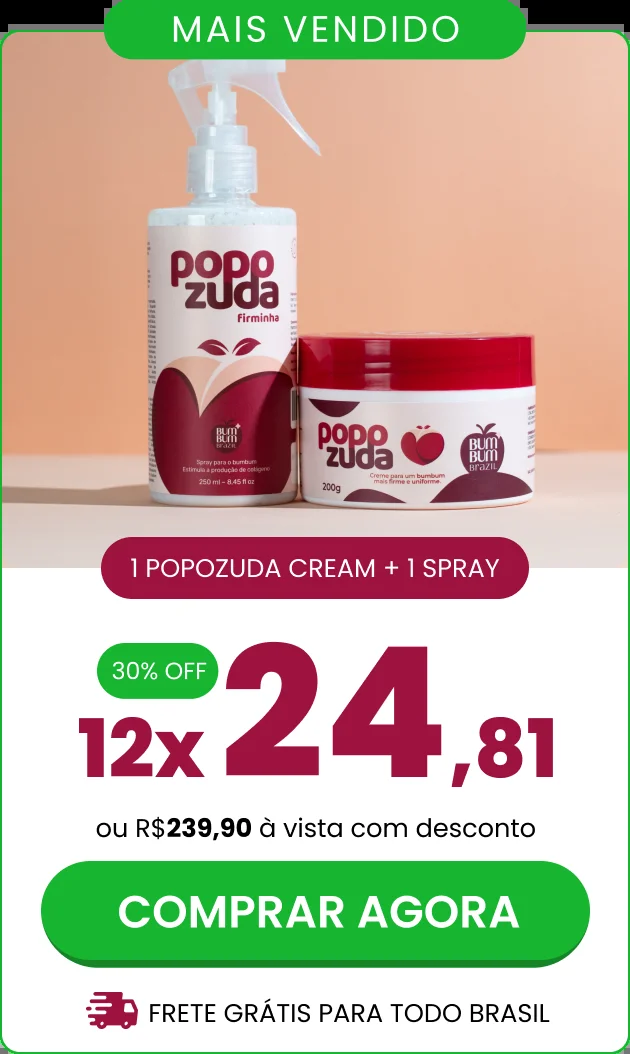 MAIS VENDIDO
popo
zuda
Firminha
BUM
BUM
BRAZIL
Spray para o bumbum
Estimula a produção de colágeno
250 ml – 8,45 fl oz
popo
zuda
Creme para um bumbum
mais firme e uniforme.
200g
BUM
BUM
BRAZIL
1 POPOZUDA CREAM + 1 SPRAY
30% OFF
12x 24,81
ou R$239,90 à vista com desconto
COMPRAR AGORA
FRETE GRÁTIS PARA TODO BRASIL